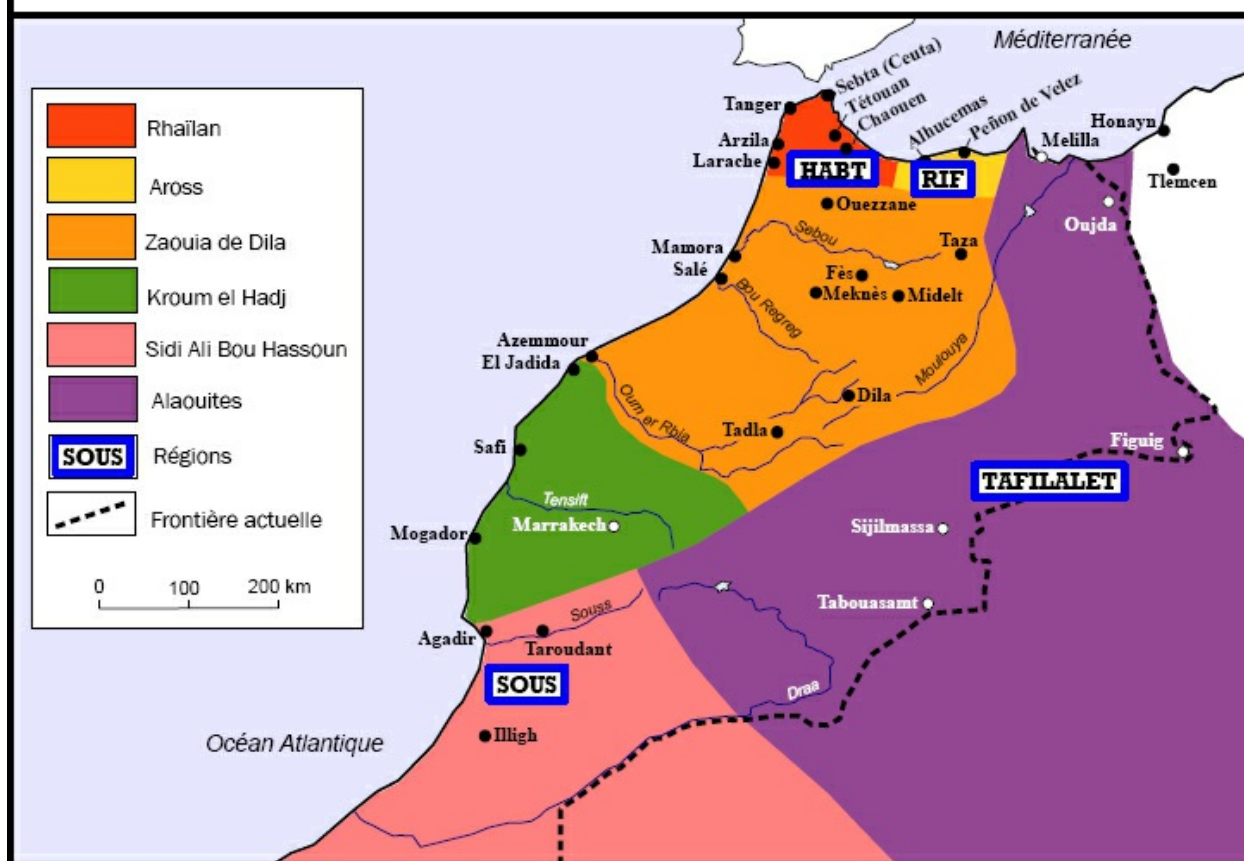 Rhaïlan
Aross
Zaouia de Dila
Kroum el Hadj
Sidi Ali Bou Hassoun
Alaouites
SOUS
Régions
Frontière actuelle
0 100 200 km
Méditerranée
Sebta (Ceuta)
Tétouan
Chaouen
Tanger
Arzila
Larache
Alhucemas
Peñon de Velez
Melilla
Honayn
Tlemcen
Oujda
HABT
RIF
Ouezzane
Sebou
Taza
Mamora
Salé
Fès
Meknès
Midelt
Bou Regreg
Moulouya
Azemmour
El Jadida
Oum er Rbia
Dila
Tadla
Safi
Figuig
TAFILALET
Tensift
Marrakech
Mogador
Sijilmassa
Tabouasamt
Souss
Agadir
Taroudant
SOUS
Draa
Illigh
Océan Atlantique